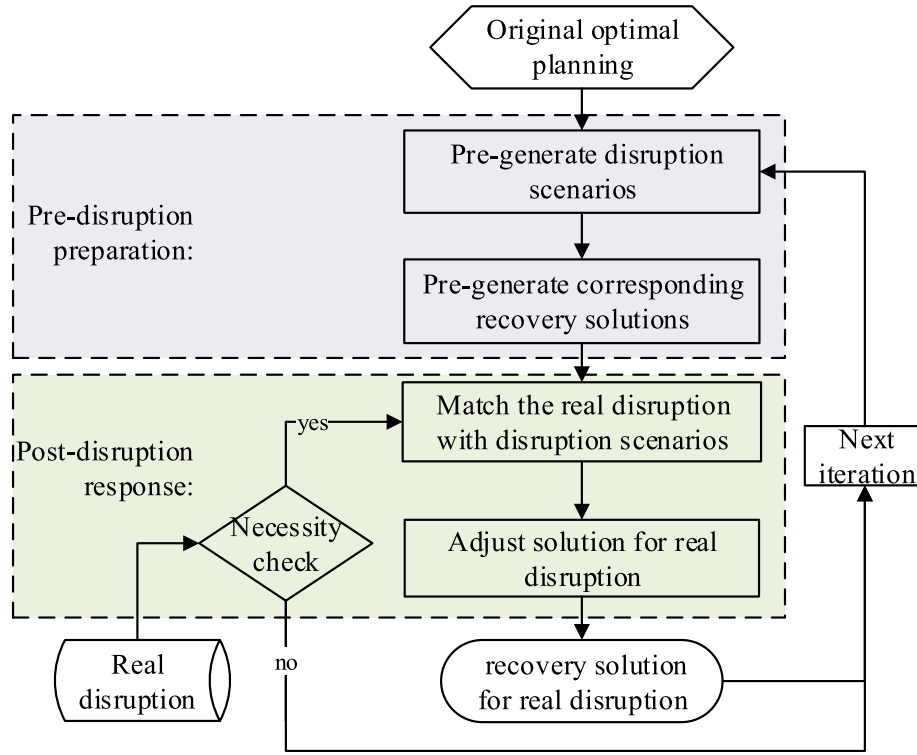 Original optimal
planning
Pre-generate disruption
scenarios
Pre-disruption
preparation:
Pre-generate corresponding
recovery solutions
Match the real disruption
with disruption scenarios
yes
Next
iteration
Post-disruption
response:
Necessity
check
Adjust solution for real
disruption
Real
disruption
no
recovery solution
for real disruption